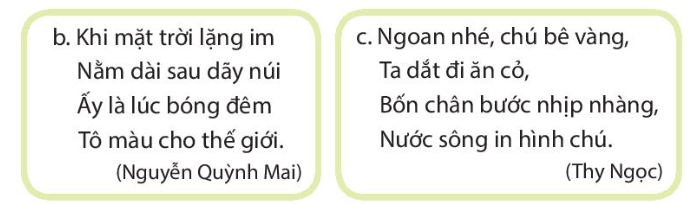 b. Khi mặt trời lặng im
Nằm dài sau dãy núi
Ấy là lúc bóng đêm
Tô màu cho thế giới.
(Nguyễn Quỳnh Mai)
c. Ngoan nhé, chú bê vàng,
Ta dắt đi ăn cỏ,
Bốn chân bước nhịp nhàng,
Nước sông in hình chú.
(Thy Ngọc)